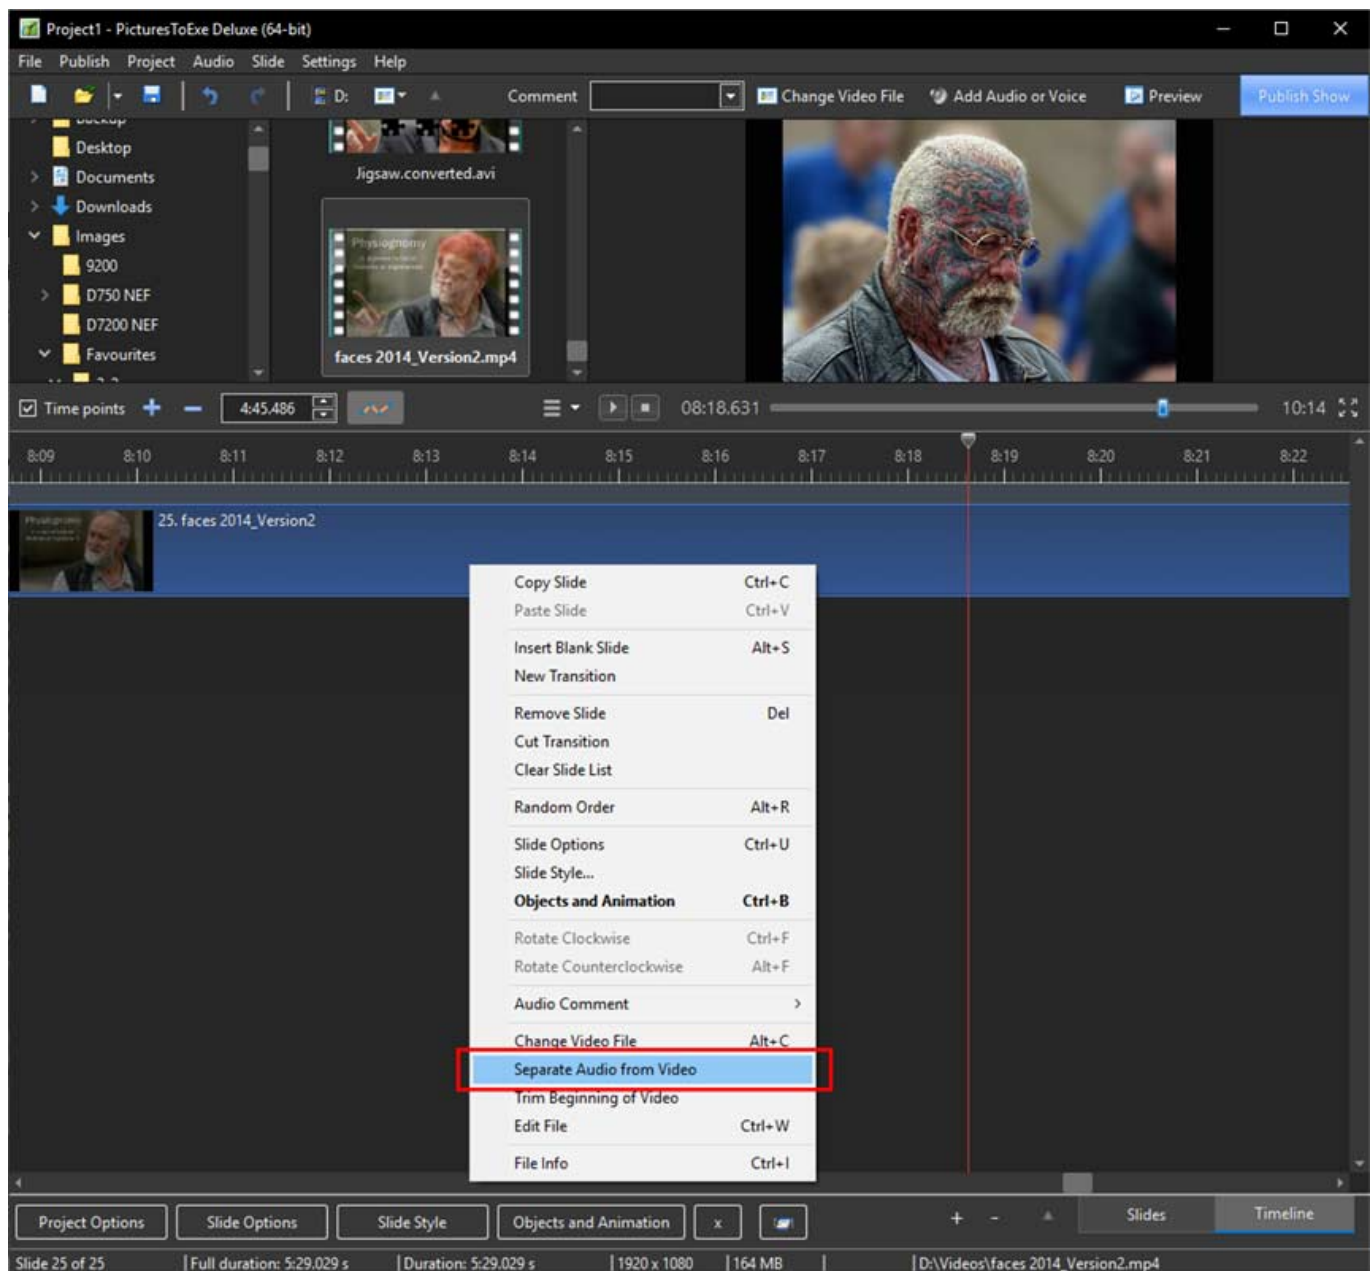 Project1 - PicturesToExe Deluxe (64-bit)
File Publish Project Audio Slide Settings Help
D: Comment Change Video File Add Audio or Voice Preview Publish Show
Backup
Desktop
Documents
Downloads
Images
9200
D750 NEF
D7200 NEF
Favourites
Jigsaw.converted.avi
Physiognomy
faces 2014_Version2.mp4
Time points 4:45.486 08:18.631 10:14
8:09 8:10 8:11 8:12 8:13 8:14 8:15 8:16 8:17 8:18 8:19 8:20 8:21 8:22
Physiognomy
25. faces 2014_Version2
Copy Slide Ctrl+C
Paste Slide Ctrl+V
Insert Blank Slide Alt+S
New Transition
Remove Slide Del
Cut Transition
Clear Slide List
Random Order Alt+R
Slide Options Ctrl+U
Slide Style...
Objects and Animation Ctrl+B
Rotate Clockwise Ctrl+F
Rotate Counterclockwise Alt+F
Audio Comment
Change Video File Alt+C
Separate Audio from Video
Trim Beginning of Video
Edit File Ctrl+W
File Info Ctrl+I
Project Options Slide Options Slide Style Objects and Animation x + - Slides Timeline
Slide 25 of 25 Full duration: 5:29.029 s Duration: 5:29.029 s 1920 x 1080 164 MB D:\Videos\faces 2014_Version2.mp4